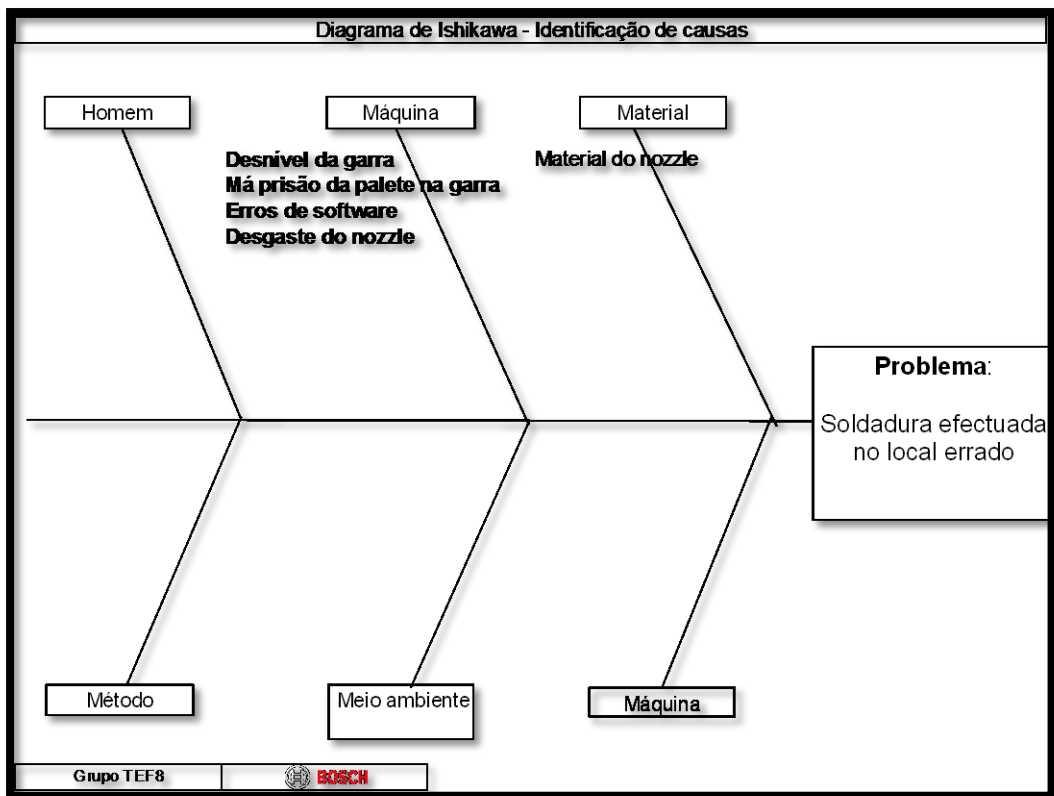 Diagrama de Ishikawa - Identificação de causas
Homem
Máquina
Material
Desnível da garra
Má prisão da palete na garra
Erros de software
Desgaste do nozzle
Material do nozzle
Problema:
Soldadura efectuada
no local errado
Método
Meio ambiente
Máquina
Grupo TEF8
BOSCH